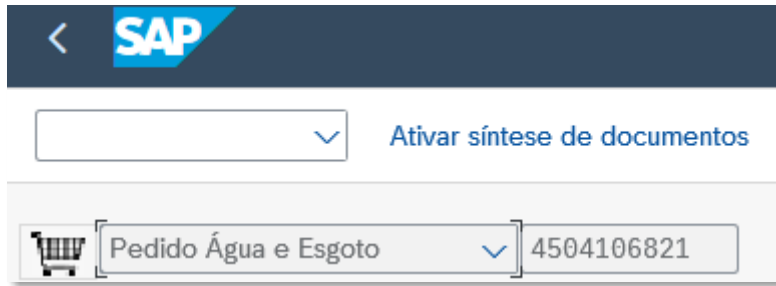 SAP
Ativar síntese de documentos
Pedido Água e Esgoto 4504106821